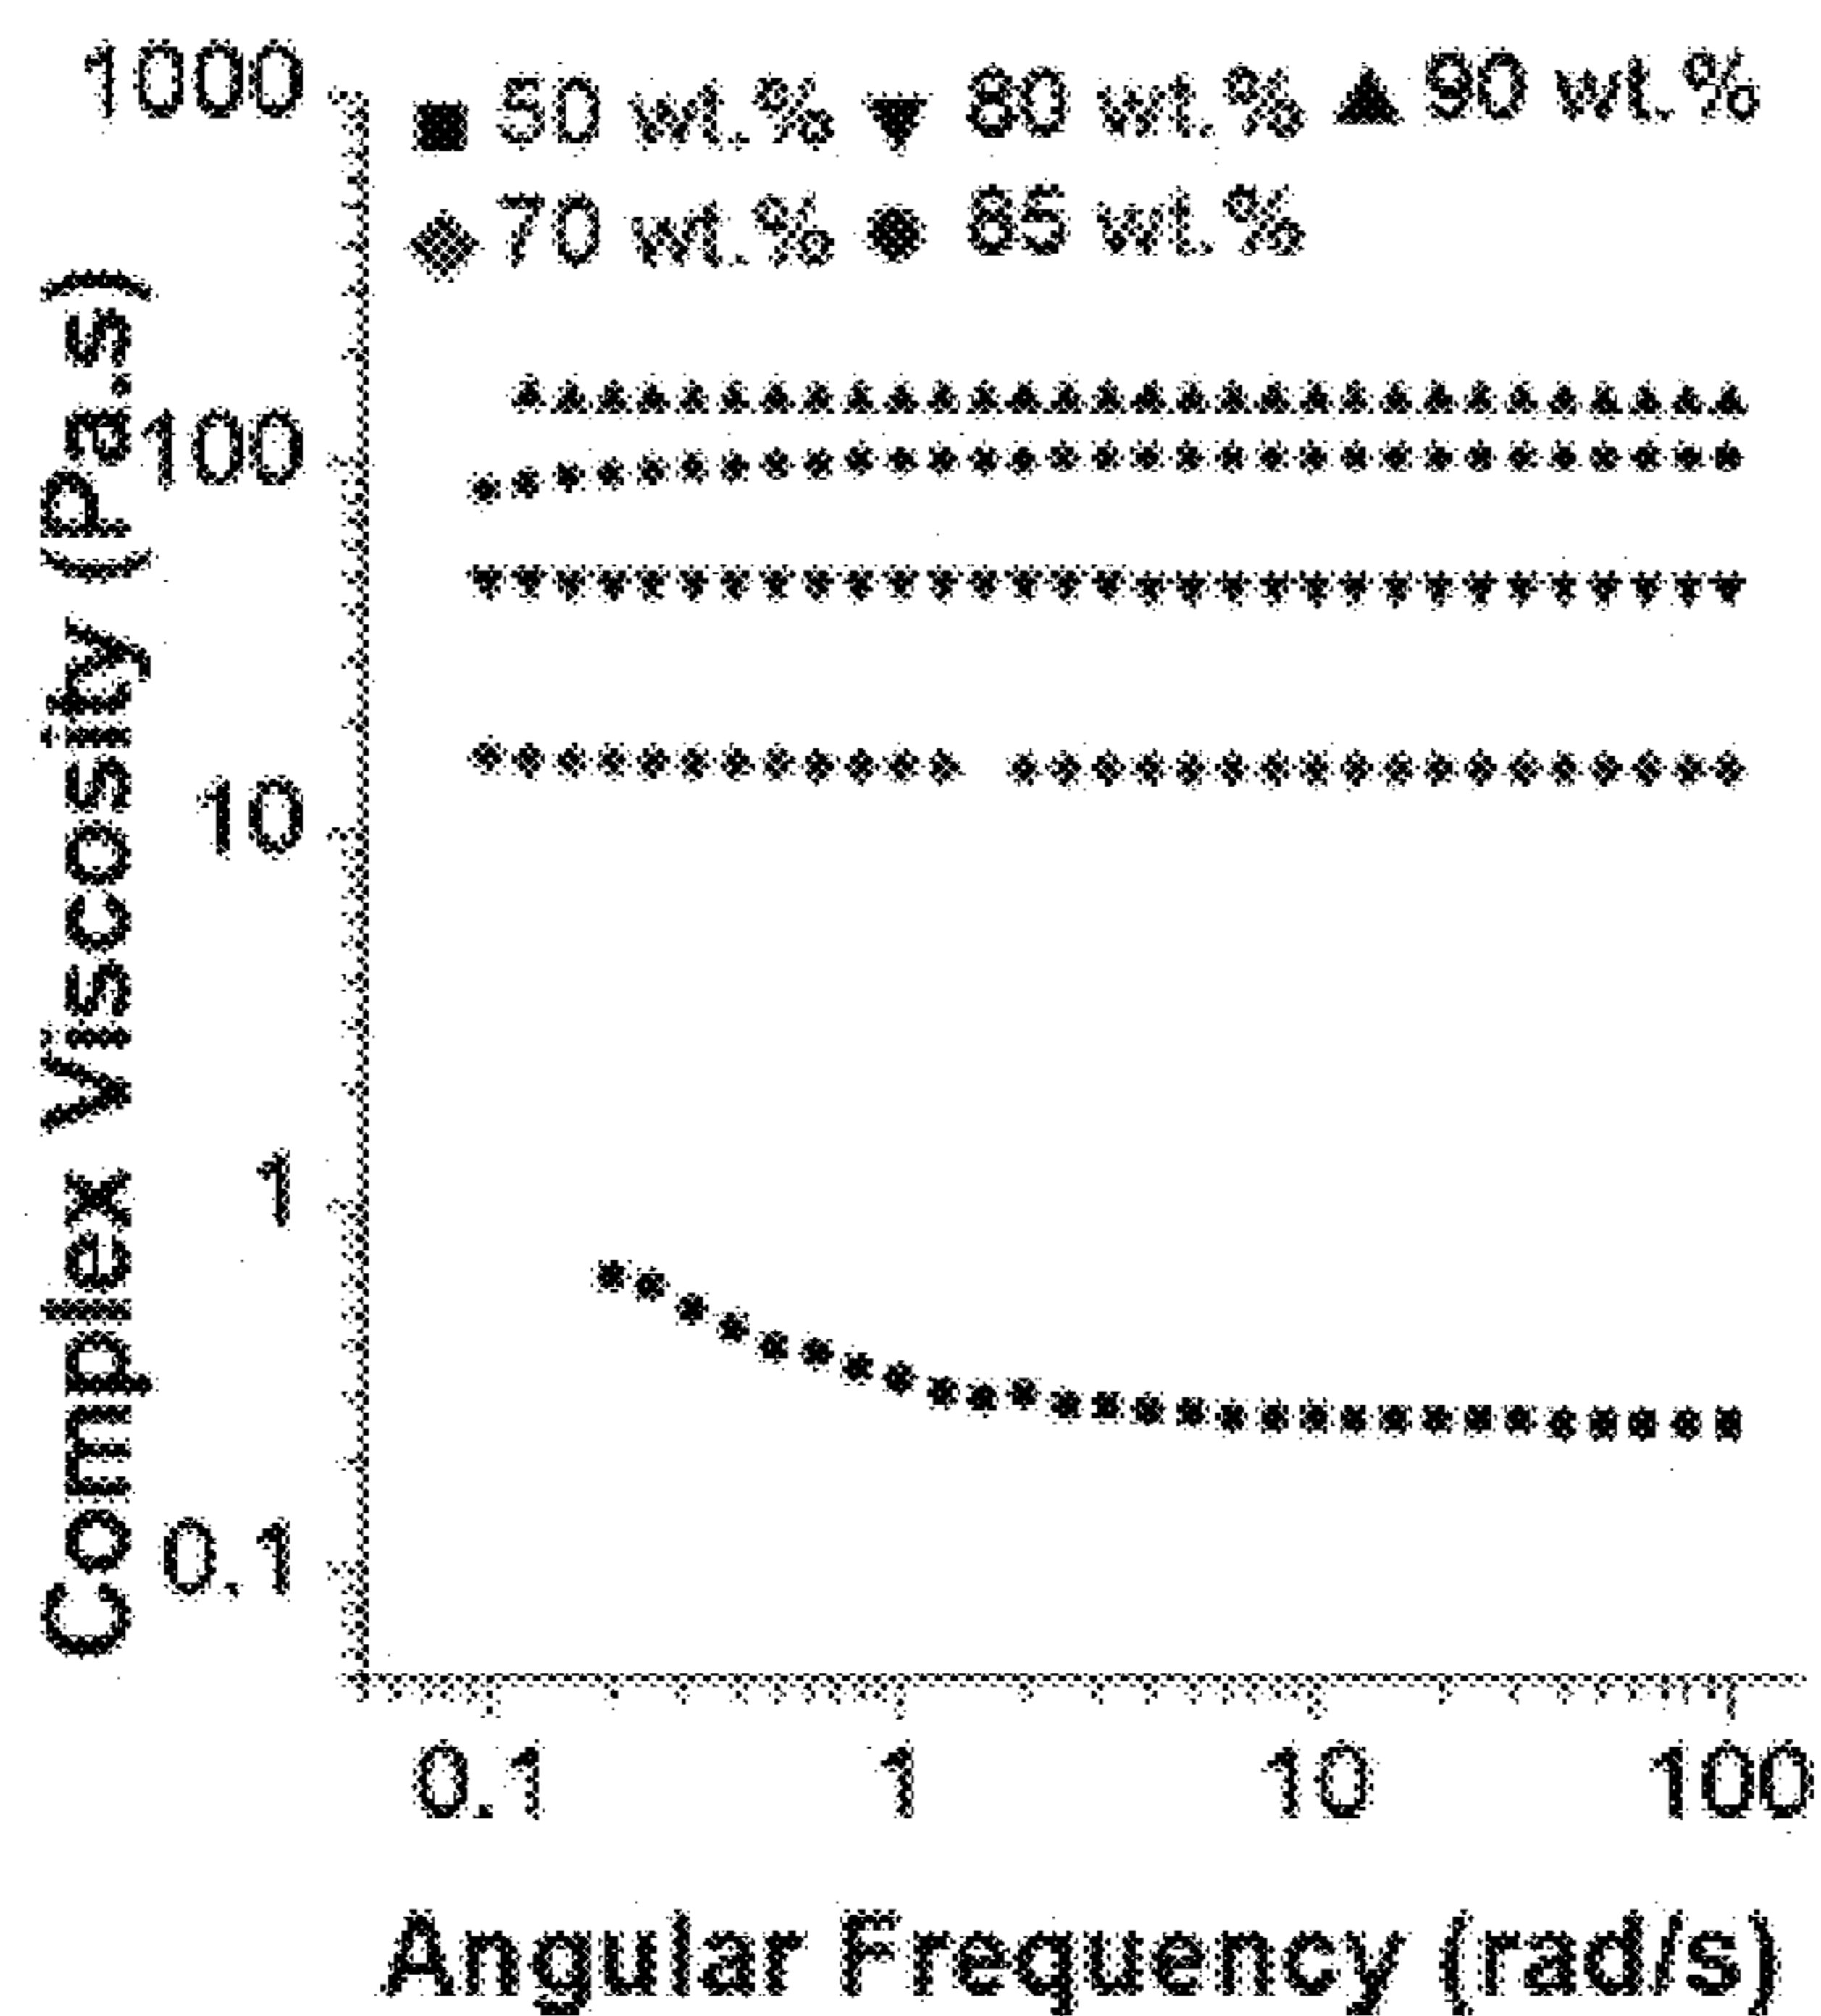 1000
50 wt.% 80 wt.% 90 wt.%
70 wt.% 85 wt.%
Complex Viscosity (Pa.s)
100
10
1
0.1
0.1 1 10 100
Angular Frequency (rad/s)